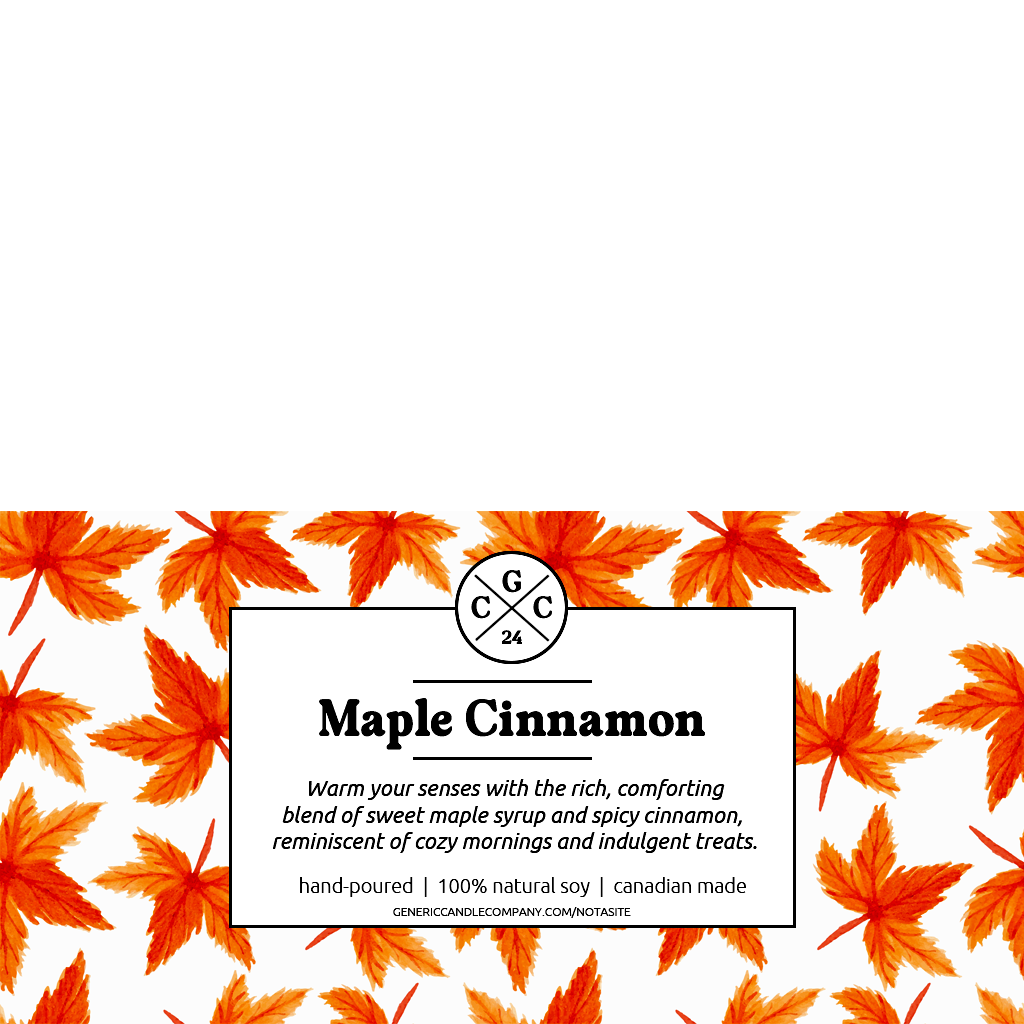 G
C C
24
Maple Cinnamon
Warm your senses with the rich, comforting
blend of sweet maple syrup and spicy cinnamon,
reminiscent of cozy mornings and indulgent treats.
hand-poured | 100% natural soy | canadian made
GENERICCANDLECOMPANY.COM/NOTASITE